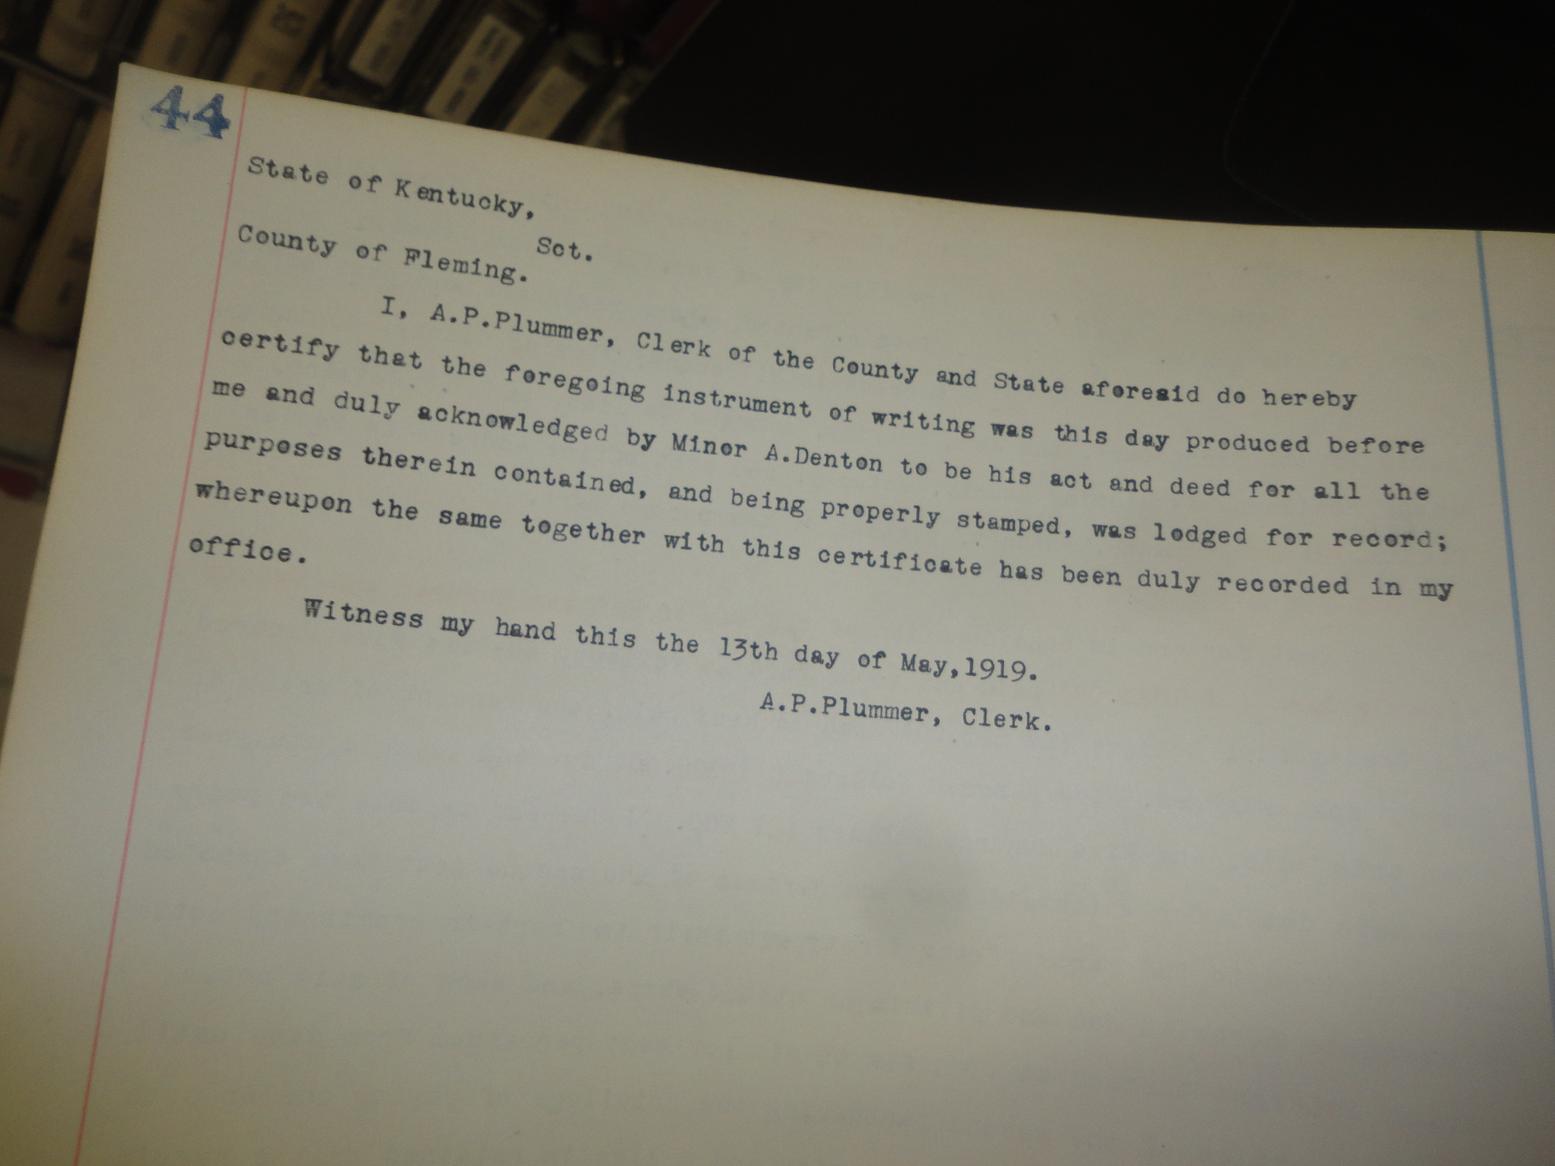 44
State of Kentucky,
Sct.
County of Fleming.
I, A.P.Plummer, Clerk of the County and State aforesaid do hereby
certify that the foregoing instrument of writing was this day produced before
me and duly acknowledged by Minor A.Denton to be his act and deed for all the
purposes therein contained, and being properly stamped, was lodged for record;
whereupon the same together with this certificate has been duly recorded in my
office.
Witness my hand this the 13th day of May,1919.
A.P.Plummer, Clerk.